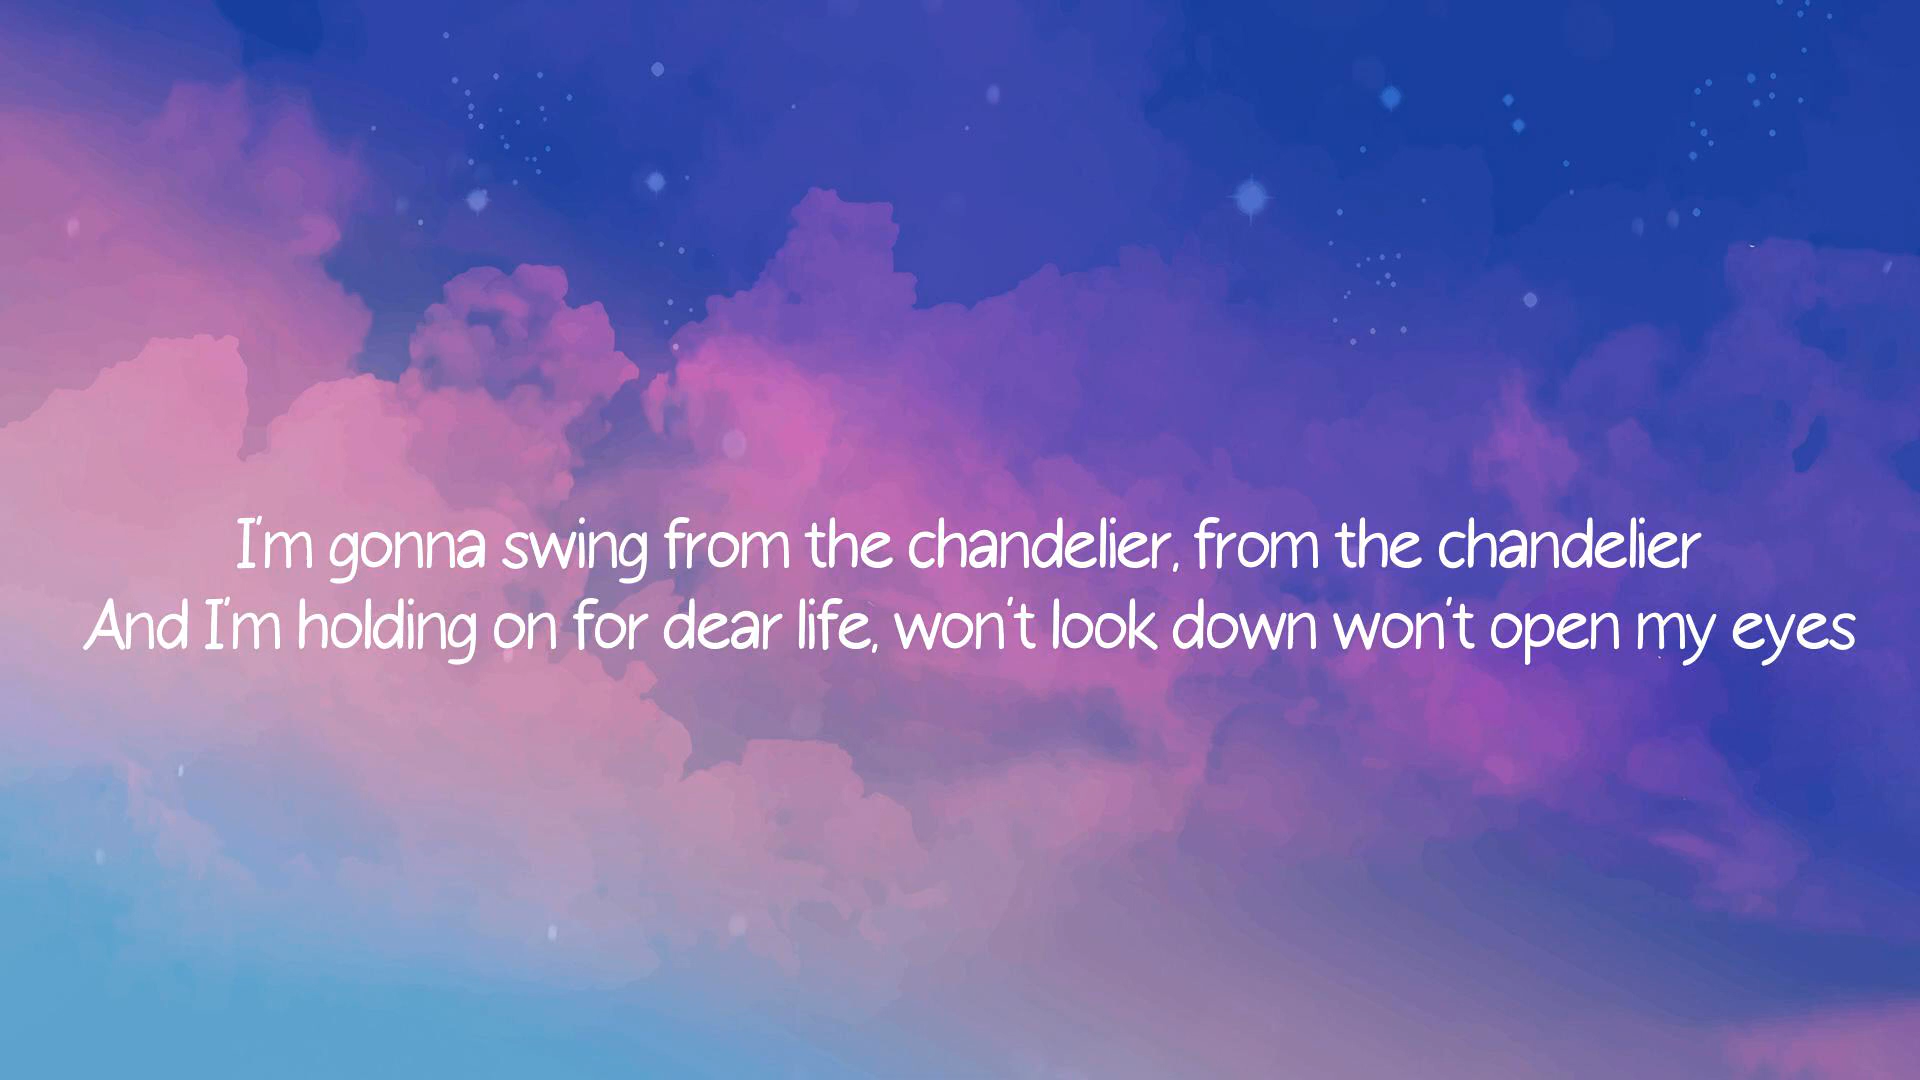 I'm gonna swing from the chandelier, from the chandelier
And I'm holding on for dear life, won't look down won't open my eyes